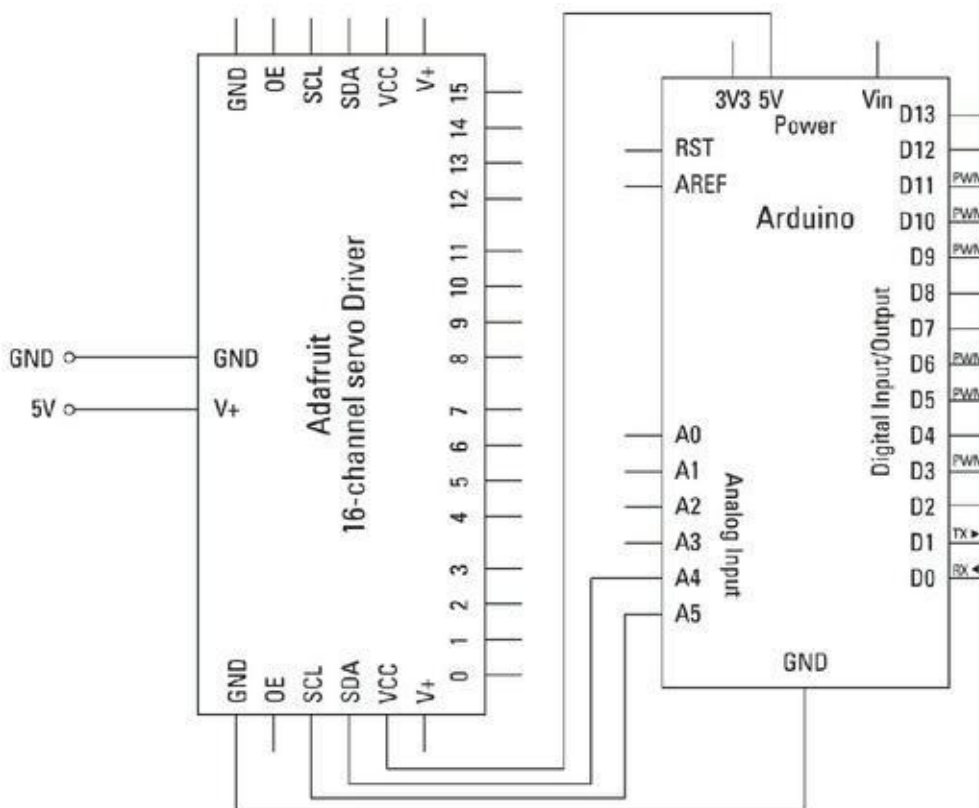 GND OE SCL SDA VCC V+
15
14
13
12
11
10
9
8
7
6
5
4
3
2
1
0
Adafruit
16-channel servo Driver
GND GND
5V V+
GND OE SCL SDA VCC V+
3V3 5V Vin
Power
RST
AREF
Arduino
A0
A1
A2
A3
A4
A5
Analog Input
Digital Input/Output
D13
D12
D11 PWM
D10 PWM
D9 PWM
D8
D7
D6 PWM
D5 PWM
D4
D3 PWM
D2
D1 TX
D0 RX
GND